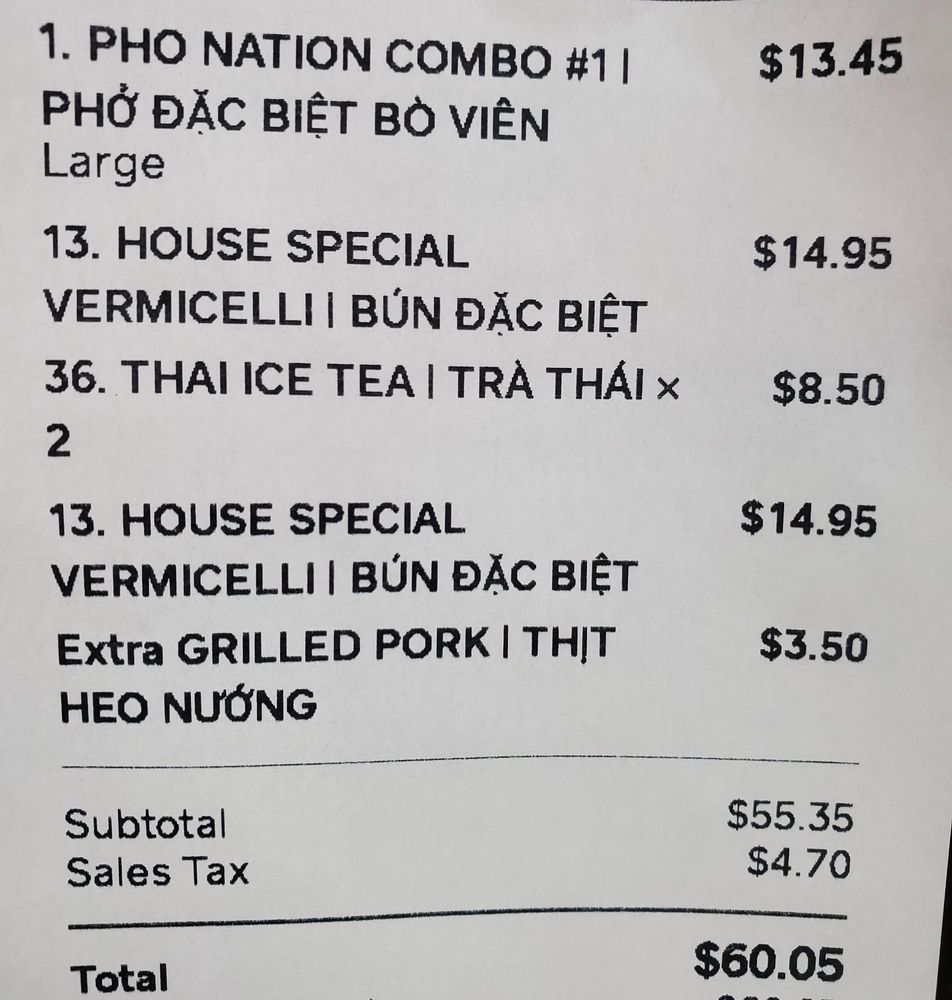 1. PHO NATION COMBO #1 | $13.45
PHỞ ĐẶC BIỆT BÒ VIÊN
Large
13. HOUSE SPECIAL $14.95
VERMICELLI | BÚN ĐẶC BIỆT
36. THAI ICE TEA | TRÀ THÁI × $8.50
2
13. HOUSE SPECIAL $14.95
VERMICELLI | BÚN ĐẶC BIỆT
Extra GRILLED PORK | THỊT $3.50
HEO NƯỚNG
Subtotal $55.35
Sales Tax $4.70
Total $60.05